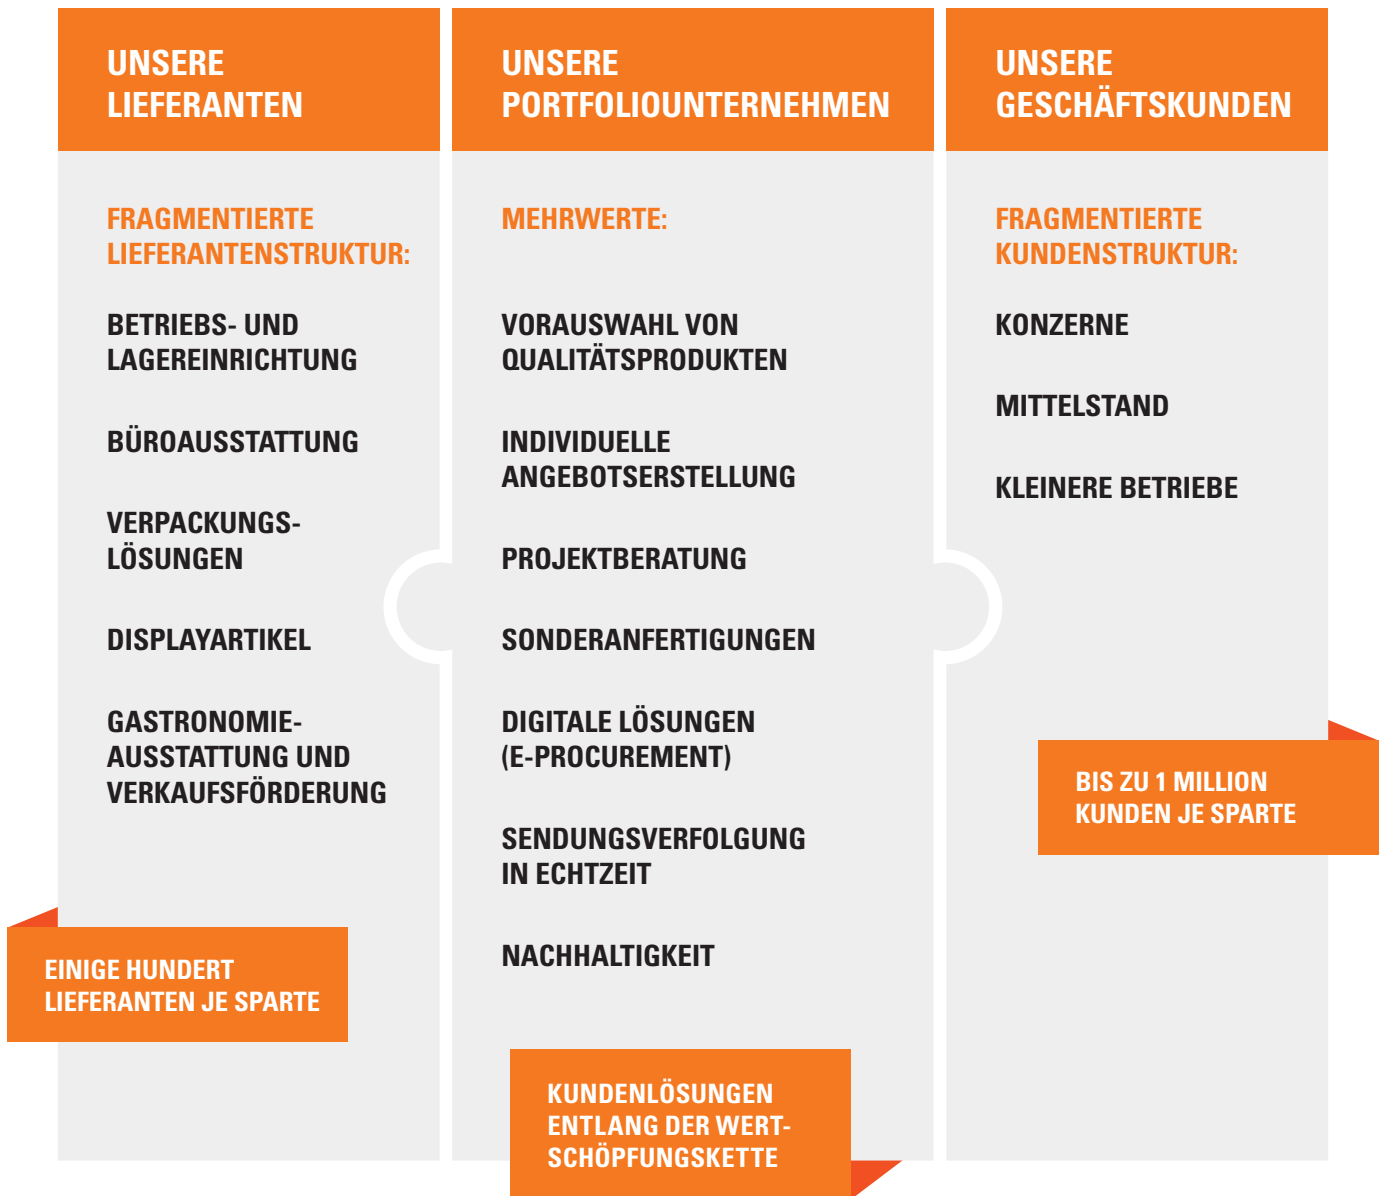 UNSERE
LIEFERANTEN
FRAGMENTIERTE
LIEFERANTENSTRUKTUR:
BETRIEBS- UND
LAGEREINRICHTUNG
BÜROAUSSTATTUNG
VERPACKUNGS-
LÖSUNGEN
DISPLAYARTIKEL
GASTRONOMIE-
AUSSTATTUNG UND
VERKAUFSFÖRDERUNG
EINIGE HUNDERT
LIEFERANTEN JE SPARTE
UNSERE
PORTFOLIOUNTERNEHMEN
MEHRWERTE:
VORAUSWAHL VON
QUALITÄTSPRODUKTEN
INDIVIDUELLE
ANGEBOTSERSTELLUNG
PROJEKTBERATUNG
SONDERANFERTIGUNGEN
DIGITALE LÖSUNGEN
(E-PROCUREMENT)
SENDUNGSVERFOLGUNG
IN ECHTZEIT
NACHHALTIGKEIT
KUNDENLÖSUNGEN
ENTLANG DER WERT-
SCHÖPFUNGSKETTE
UNSERE
GESCHÄFTSKUNDEN
FRAGMENTIERTE
KUNDENSTRUKTUR:
KONZERNE
MITTELSTAND
KLEINERE BETRIEBE
BIS ZU 1 MILLION
KUNDEN JE SPARTE